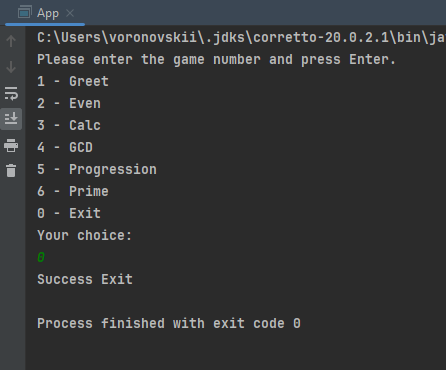 App
C:\Users\voronovskii\.jdks\corretto-20.0.2.1\bin\ja
Please enter the game number and press Enter.
1 - Greet
2 - Even
3 - Calc
4 - GCD
5 - Progression
6 - Prime
0 - Exit
Your choice:
0
Success Exit
Process finished with exit code 0